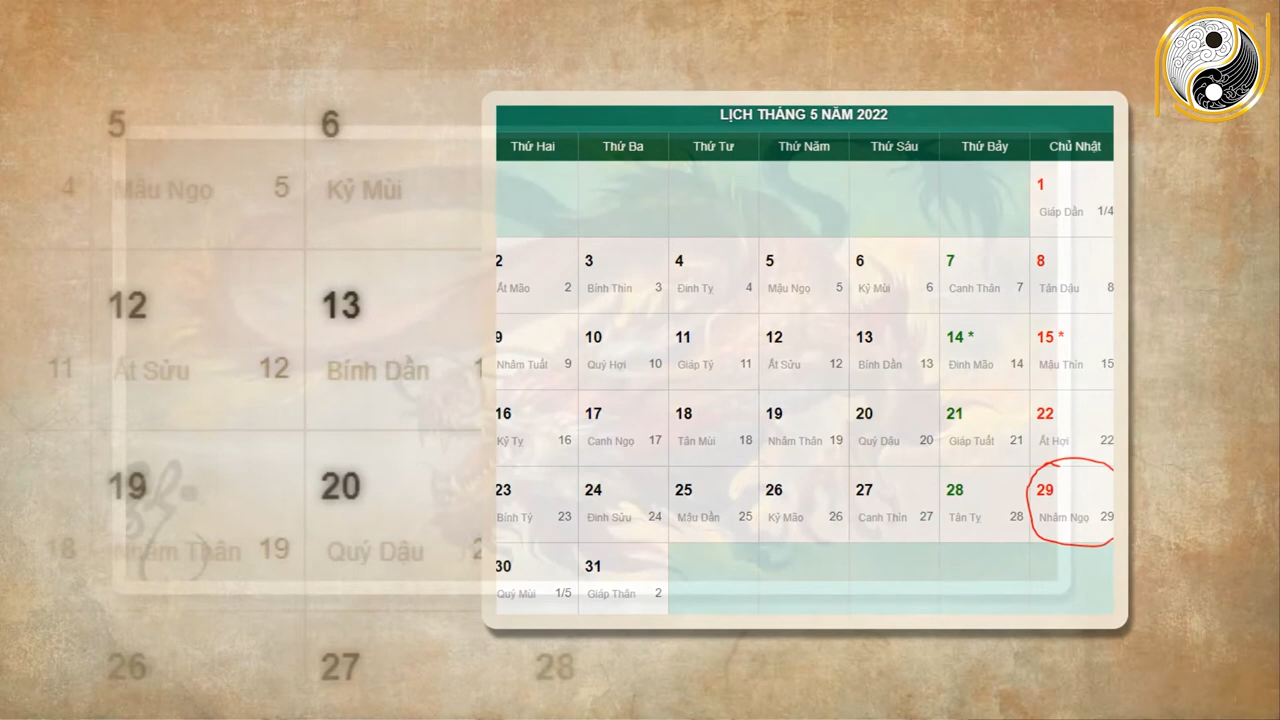 LỊCH THÁNG 5 NĂM 2022
Thứ Hai Thứ Ba Thứ Tư Thứ Năm Thứ Sáu Thứ Bảy Chủ Nhật
1
Giáp Dần 1/4
2 3 4 5 6 7 8
Ất Mão 2 Bính Thìn 3 Đinh Tỵ 4 Mậu Ngọ 5 Kỷ Mùi 6 Canh Thân 7 Tân Dậu 8
9 10 11 12 13 14 * 15 *
Nhâm Tuất 9 Quý Hợi 10 Giáp Tý 11 Ất Sửu 12 Bính Dần 13 Đinh Mão 14 Mậu Thìn 15
16 17 18 19 20 21 22
Kỷ Tỵ 16 Canh Ngọ 17 Tân Mùi 18 Nhâm Thân 19 Quý Dậu 20 Giáp Tuất 21 Ất Hợi 22
23 24 25 26 27 28 29
Bính Tý 23 Đinh Sửu 24 Mậu Dần 25 Kỷ Mão 26 Canh Thìn 27 Tân Tỵ 28 Nhâm Ngọ 29
30 31
Quý Mùi 1/5 Giáp Thân 2
5 6
4 Mậu Ngọ 5 Kỷ Mùi
12 13
11 Ất Sửu 12 Bính Dần
19 20
18 Nhâm Thân 19 Quý Dậu
26 27 28